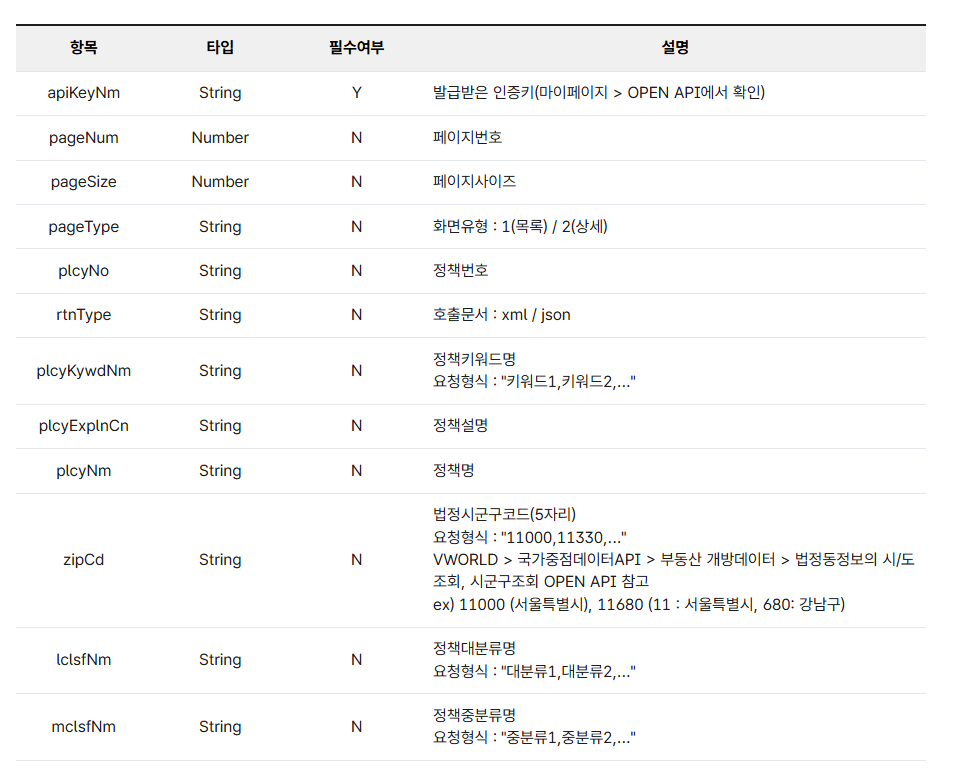 항목 타입 필수여부 설명
apiKeyNm String Y 발급받은 인증키(마이페이지 > OPEN API에서 확인)
pageNum Number N 페이지번호
pageSize Number N 페이지사이즈
pageType String N 화면유형 : 1(목록) / 2(상세)
plcyNo String N 정책번호
rtnType String N 호출문서 : xml / json
plcyKywdNm String N 정책키워드명
요청형식 : "키워드1,키워드2,..."
plcyExplnCn String N 정책설명
plcyNm String N 정책명
zipCd String N 법정시군구코드(5자리)
요청형식 : "11000,11330,..."
VWORLD > 국가중점데이터API > 부동산 개방데이터 > 법정동정보의 시/도
조회, 시군구조회 OPEN API 참고
ex) 11000 (서울특별시), 11680 (11 : 서울특별시, 680: 강남구)
lclsfNm String N 정책대분류명
요청형식 : "대분류1,대분류2,..."
mclsfNm String N 정책중분류명
요청형식 : "중분류1,중분류2,..."